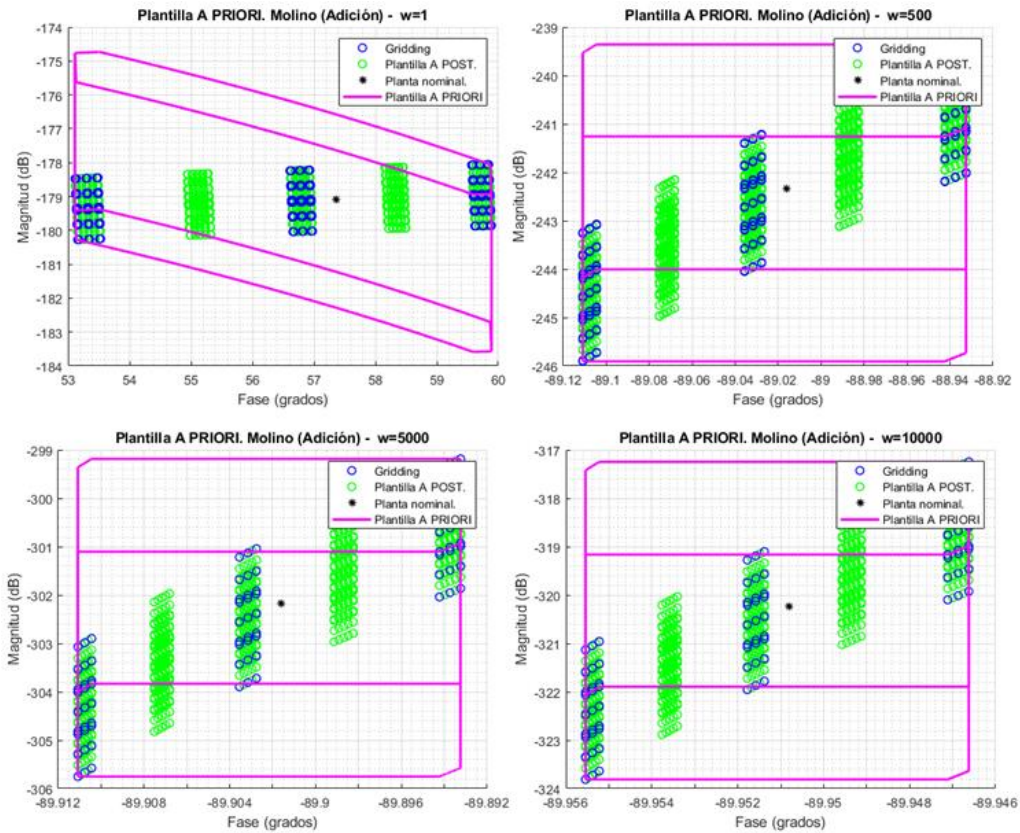 Plantilla A PRIORI. Molino (Adición) - w=1
-174
-175
-176
-177
-178
-179
-180
-181
-182
-183
-184
Magnitud (dB)
53 54 55 56 57 58 59 60
Fase (grados)
Gridding
Plantilla A POST.
Planta nominal.
Plantilla A PRIORI
Plantilla A PRIORI. Molino (Adición) - w=500
-239
-240
-241
-242
-243
-244
-245
-246
Magnitud (dB)
-89.12 -89.1 -89.08 -89.06 -89.04 -89.02 -89 -88.98 -88.96 -88.94 -88.92
Fase (grados)
Gridding
Plantilla A POST.
Planta nominal.
Plantilla A PRIORI
Plantilla A PRIORI. Molino (Adición) - w=5000
-299
-300
-301
-302
-303
-304
-305
-306
Magnitud (dB)
-89.912 -89.908 -89.904 -89.9 -89.896 -89.892
Fase (grados)
Gridding
Plantilla A POST.
Planta nominal.
Plantilla A PRIORI
Plantilla A PRIORI. Molino (Adición) - w=10000
-317
-318
-319
-320
-321
-322
-323
-324
Magnitud (dB)
-89.956 -89.954 -89.952 -89.95 -89.948 -89.946
Fase (grados)
Gridding
Plantilla A POST.
Planta nominal.
Plantilla A PRIORI